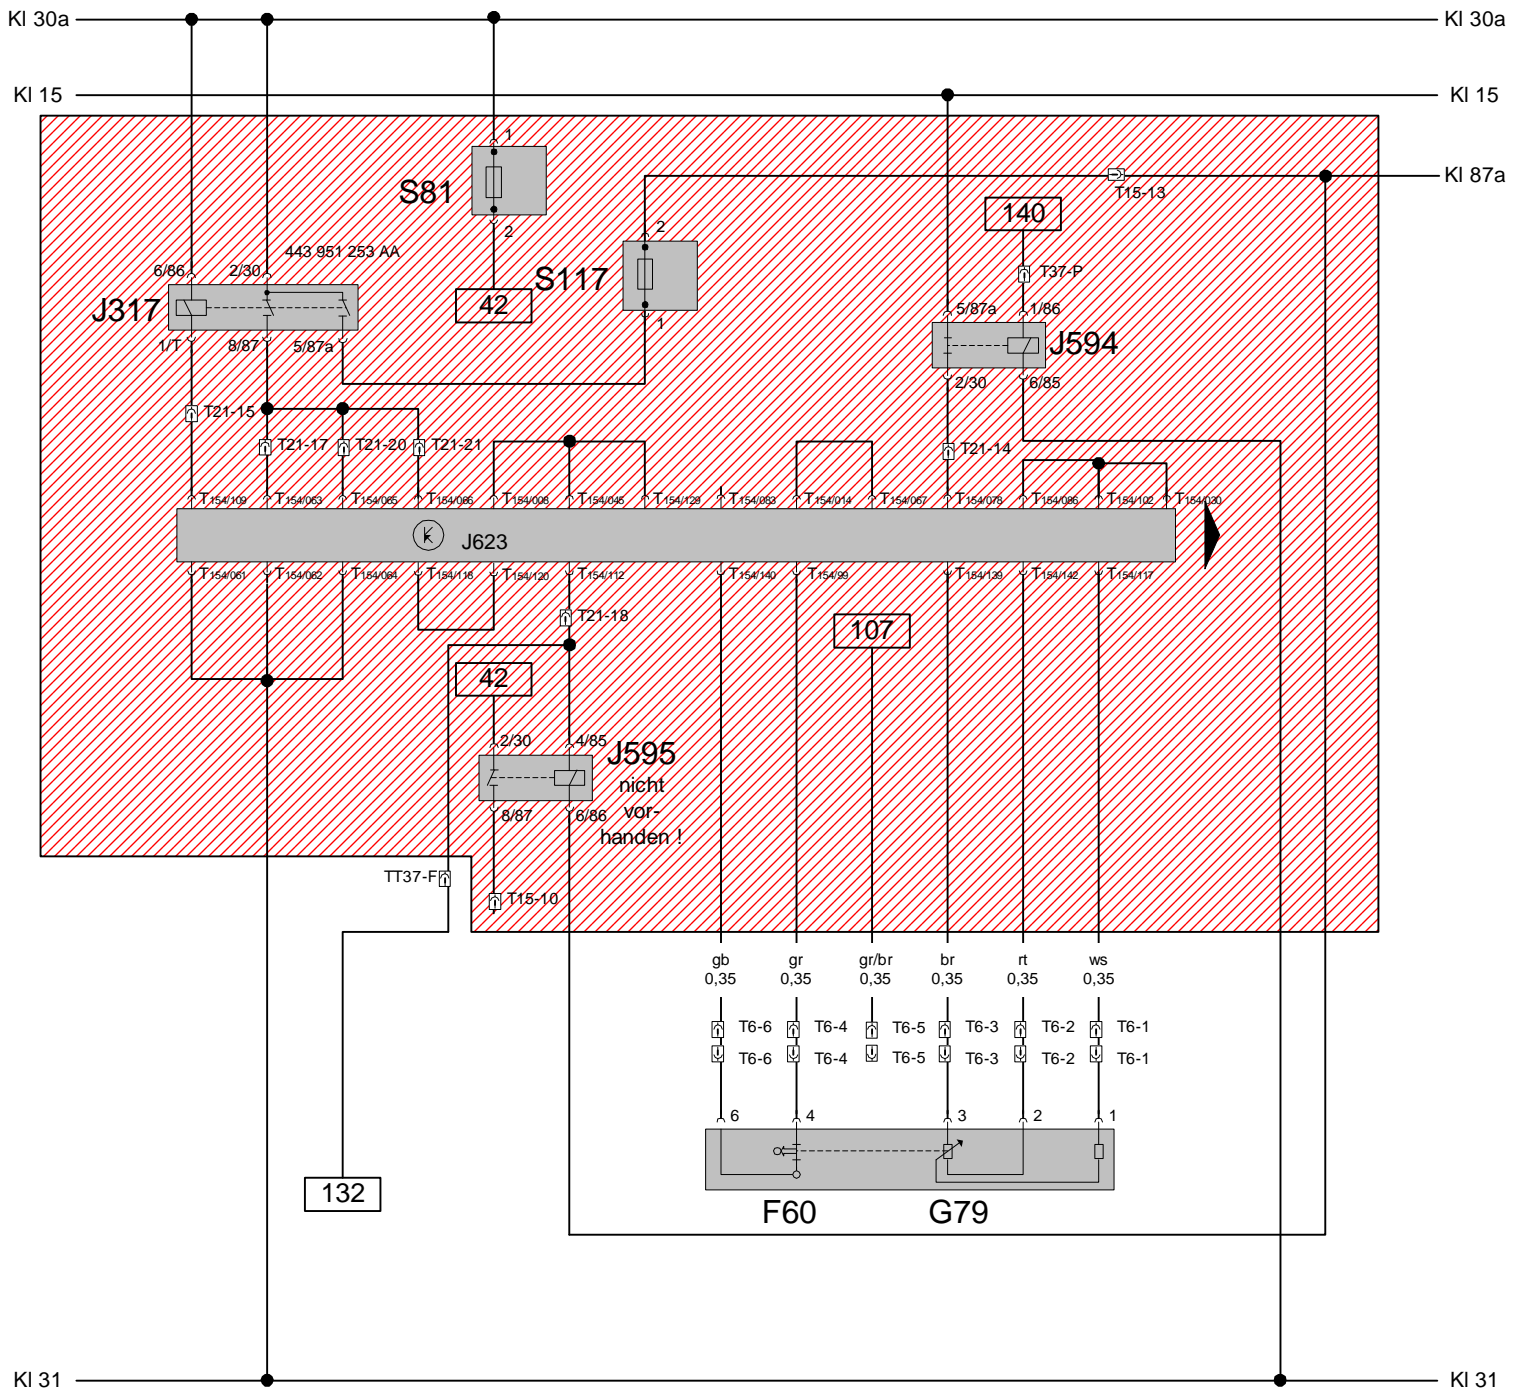 Kl 30a Kl 30a
Kl 15 Kl 15
1
Kl 87a
T15-13
S81
140
2 2
443 951 253 AA
6/86 2/30 T37-P
S117
42
J317 5/87a 1/86
1
1/T 8/87 5/87a J594
2/30 6/85
T21-15
T21-17 T21-20 T21-21 T21-14
T154/109 T154/063 T154/065 T154/066 T154/008 T154/045 T154/129 T154/083 T154/014 T154/067 T154/078 T154/086 T154/102 T154/030
J623
T154/061 T154/062 T154/064 T154/118 T154/120 T154/112 T154/140 T154/99 T154/139 T154/142 T154/117
T21-18
107
42
2/30 4/85 J595
nicht
vor-
handen !
8/87 6/86
TT37-F
T15-10
gb gr gr/br br rt ws
0,35 0,35 0,35 0,35 0,35 0,35
T6-6 T6-4 T6-5 T6-3 T6-2 T6-1
T6-6 T6-4 T6-5 T6-3 T6-2 T6-1
6 4 3 2 1
132
F60 G79
Kl 31 Kl 31